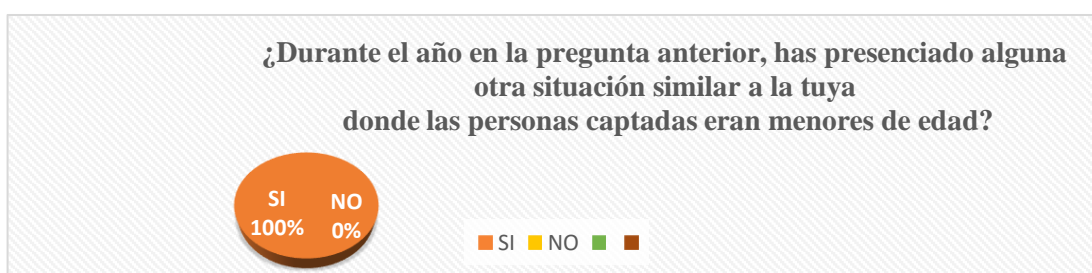 ¿Durante el año en la pregunta anterior, has presenciado alguna
otra situación similar a la tuya
donde las personas captadas eran menores de edad?
SI NO
100% 0%
SI NO